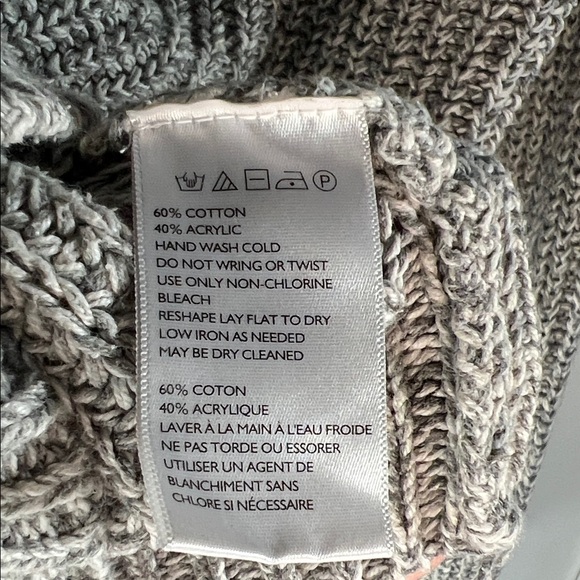 P
60% COTTON
40% ACRYLIC
HAND WASH COLD
DO NOT WRING OR TWIST
USE ONLY NON-CHLORINE
BLEACH
RESHAPE LAY FLAT TO DRY
LOW IRON AS NEEDED
MAY BE DRY CLEANED
60% COTON
40% ACRYLIQUE
LAVER À LA MAIN À L'EAU FROIDE
NE PAS TORDE OU ESSORER
UTILISER UN AGENT DE
BLANCHIMENT SANS
CHLORE SI NÉCESSAIRE